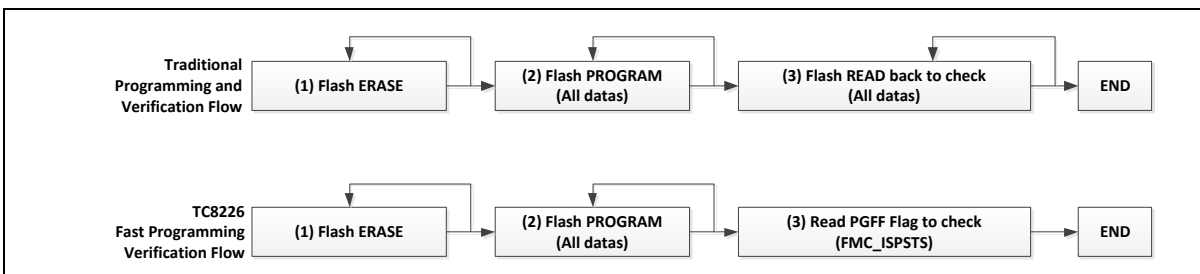 Traditional
Programming and
Verification Flow
(1) Flash ERASE
(2) Flash PROGRAM
(All datas)
(3) Flash READ back to check
(All datas)
END
TC8226
Fast Programming
Verification Flow
(1) Flash ERASE
(2) Flash PROGRAM
(All datas)
(3) Read PGFF Flag to check
(FMC_ISPSTS)
END